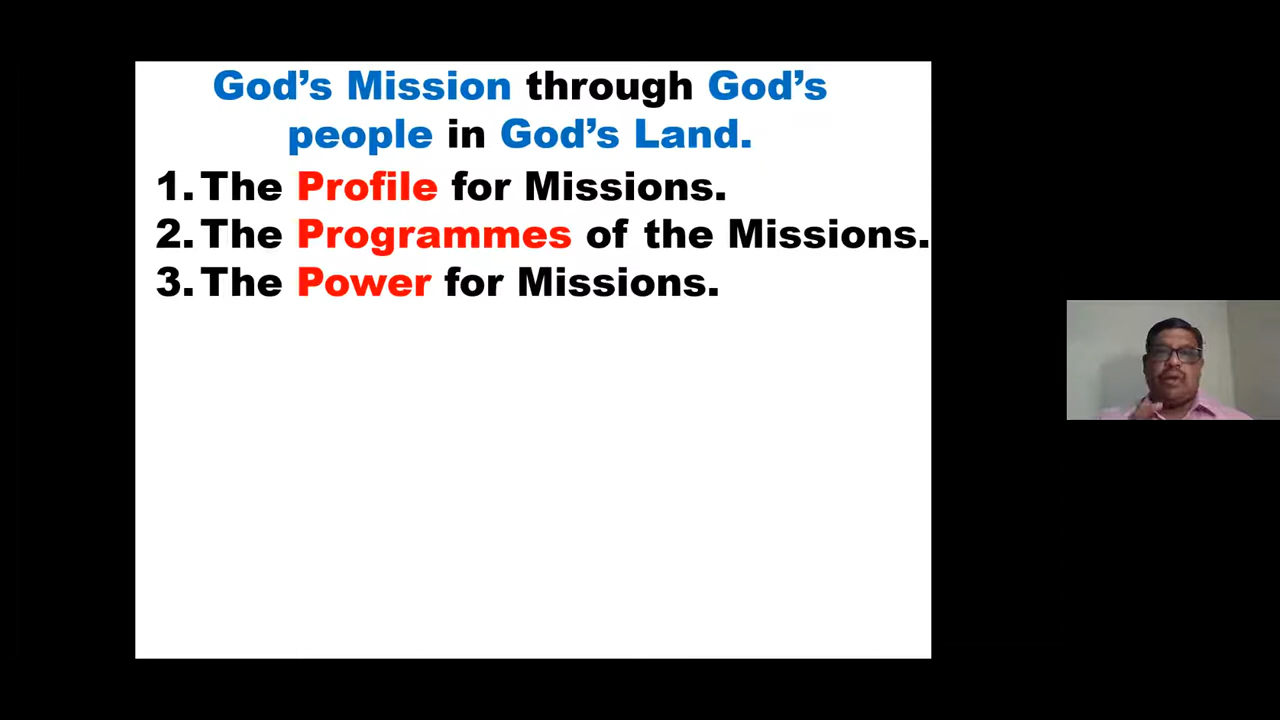 God's Mission through God's
people in God's Land.
1. The Profile for Missions.
2. The Programmes of the Missions.
3. The Power for Missions.